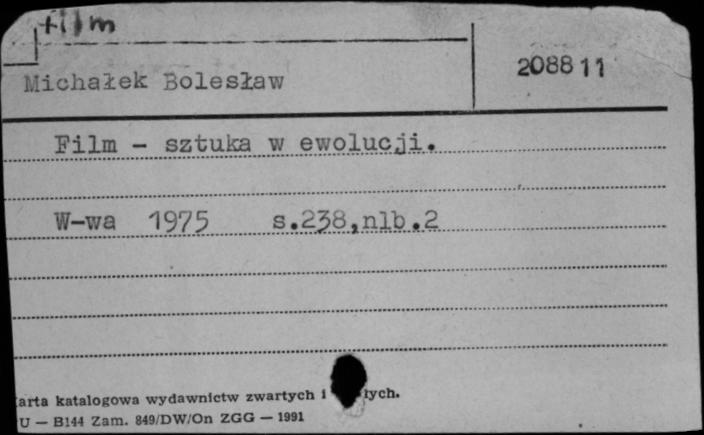 film
Michałek Bolesław
208811
Film - sztuka w ewolucji.
W-wa 1975 s.238,nlb.2
arta katalogowa wydawnictw zwartych i łych.
U — B144 Zam. 849/DW/On ZGG — 1991